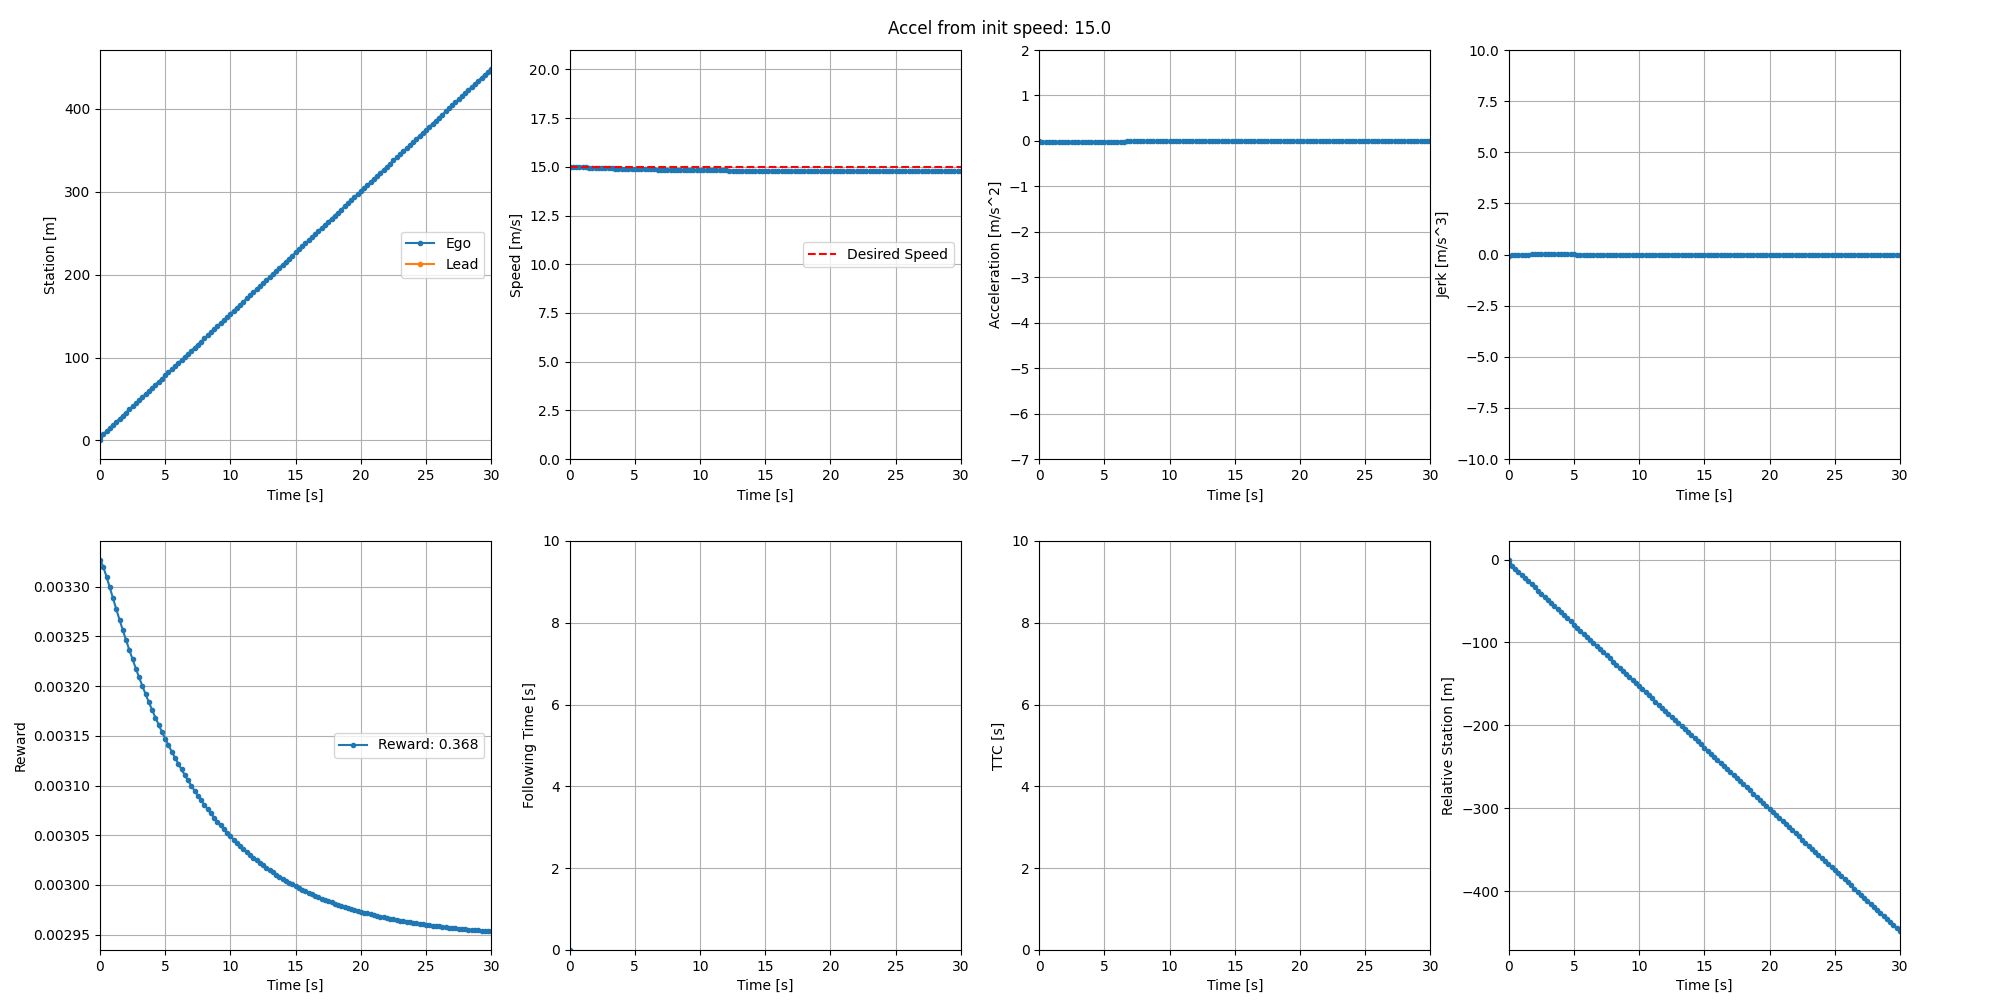 Accel from init speed: 15.0
Station [m]
400
300
200
100
0
Ego
Lead
0 5 10 15 20 25 30
Time [s]
Speed [m/s]
20.0
17.5
15.0
12.5
10.0
7.5
5.0
2.5
0.0
Desired Speed
0 5 10 15 20 25 30
Time [s]
Acceleration [m/s^2]
2
1
0
−1
−2
−3
−4
−5
−6
−7
0 5 10 15 20 25 30
Time [s]
Jerk [m/s^3]
10.0
7.5
5.0
2.5
0.0
−2.5
−5.0
−7.5
−10.0
0 5 10 15 20 25 30
Time [s]
Reward
0.00330
0.00325
0.00320
0.00315
0.00310
0.00305
0.00300
0.00295
Reward: 0.368
0 5 10 15 20 25 30
Time [s]
Following Time [s]
10
8
6
4
2
0
0 5 10 15 20 25 30
Time [s]
TTC [s]
10
8
6
4
2
0
0 5 10 15 20 25 30
Time [s]
Relative Station [m]
0
−100
−200
−300
−400
0 5 10 15 20 25 30
Time [s]